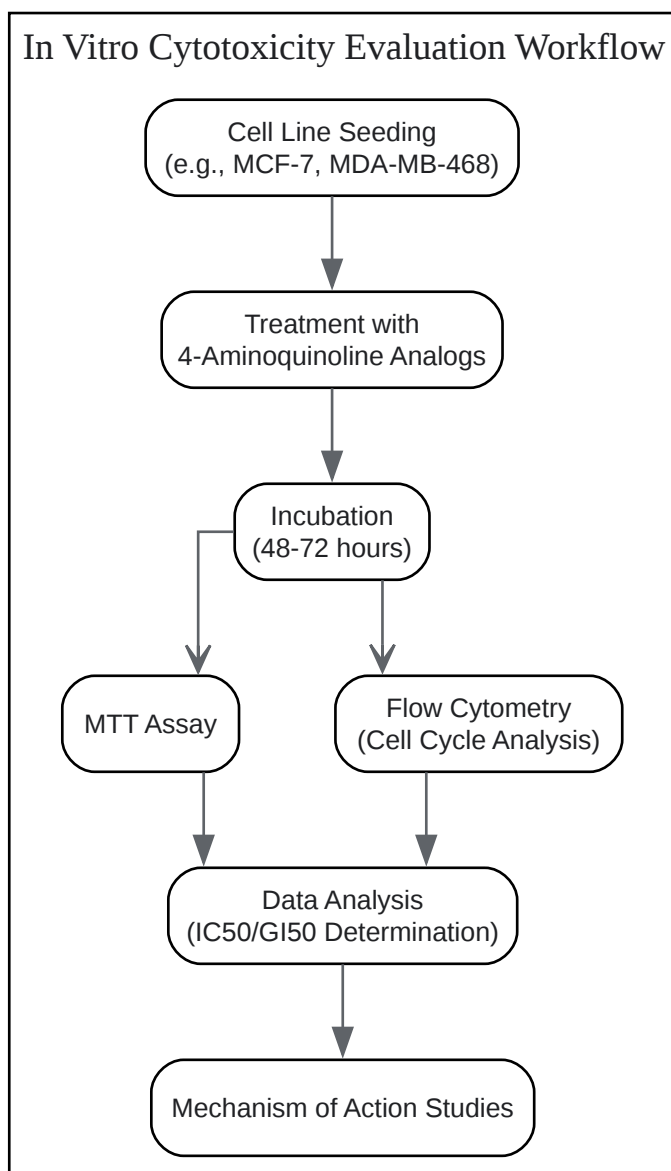 In Vitro Cytotoxicity Evaluation Workflow
Cell Line Seeding
(e.g., MCF-7, MDA-MB-468)
Treatment with
4-Aminoquinoline Analogs
Incubation
(48-72 hours)
MTT Assay
Flow Cytometry
(Cell Cycle Analysis)
Data Analysis
(IC50/GI50 Determination)
Mechanism of Action Studies